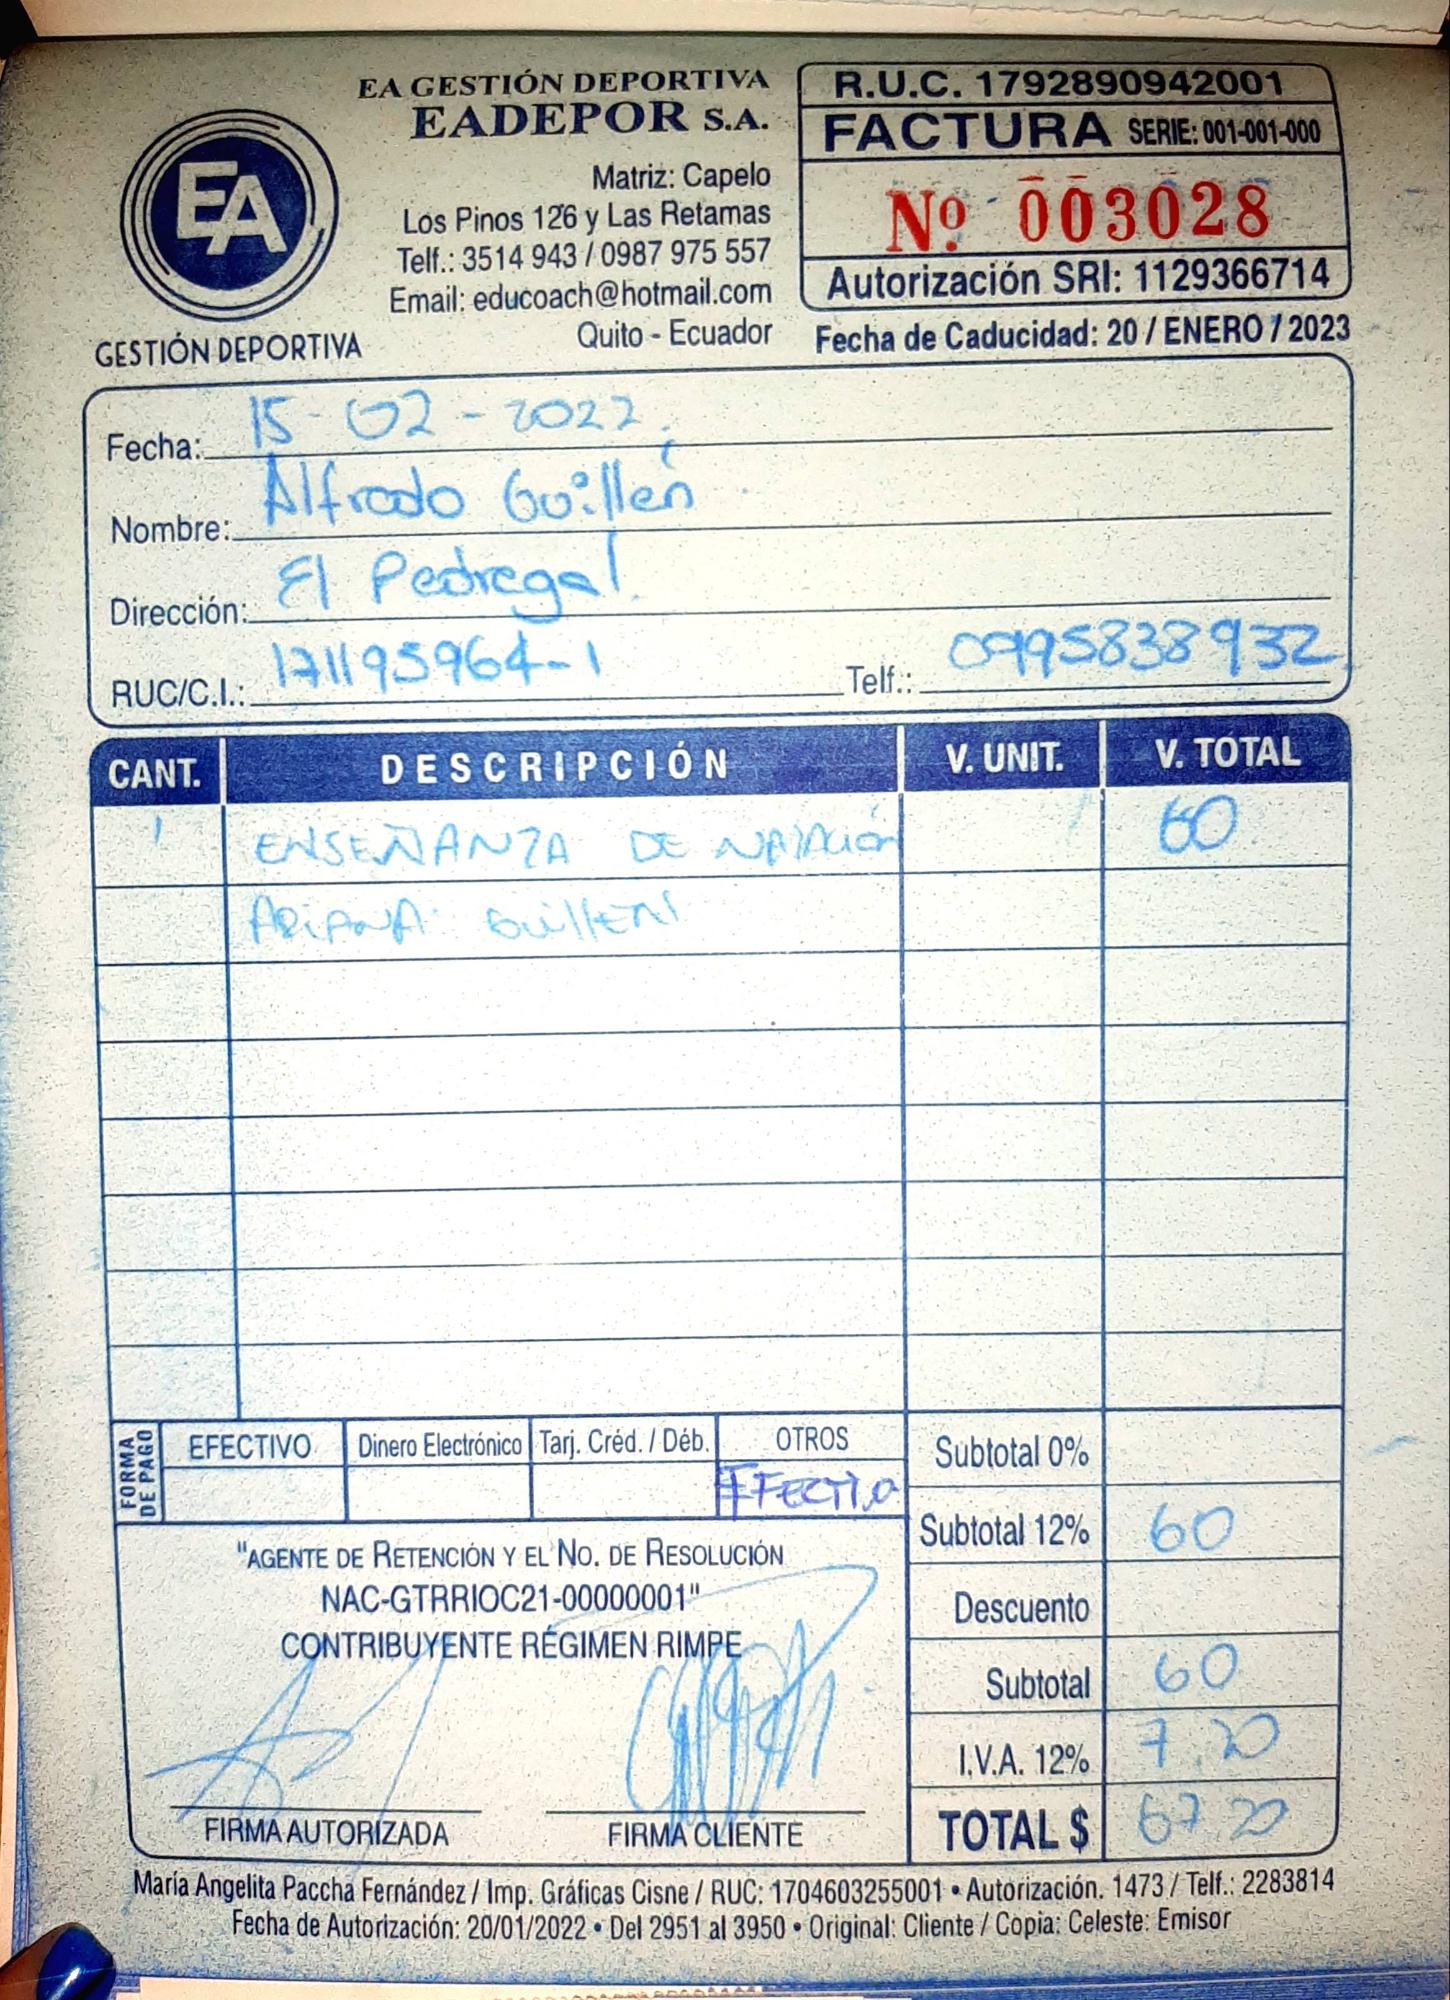 EA GESTIÓN DEPORTIVA
EADEPOR S.A.
Matriz: Capelo
Los Pinos 126 y Las Retamas
Telf.: 3514 943 / 0987 975 557
Email: educoach@hotmail.com
Quito - Ecuador
EA
GESTIÓN DEPORTIVA
R.U.C. 1792890942001
FACTURA SERIE: 001-001-000
Nº 003028
Autorización SRI: 1129366714
Fecha de Caducidad: 20 / ENERO / 2023
Fecha: 15-02-2022
Nombre: Alfredo Guillén
Dirección: El Pedregal
RUC/C.I.: 171195964-1 Telf.: 0995838932
CANT. DESCRIPCIÓN V. UNIT. V. TOTAL
1 ENSEÑANZA DE NATACIÓN 60
ARIANA GUILLEN
FORMA DE PAGO EFECTIVO Dinero Electrónico Tarj. Créd. / Déb. OTROS
Subtotal 0%
Subtotal 12% 60
Descuento
Subtotal 60
I.V.A. 12% 7.20
TOTAL $ 67.20
"AGENTE DE RETENCIÓN Y EL NO. DE RESOLUCIÓN
NAC-GTRRIOC21-00000001"
CONTRIBUYENTE RÉGIMEN RIMPE
FIRMA AUTORIZADA FIRMA CLIENTE
María Angelita Paccha Fernández / Imp. Gráficas Cisne / RUC: 1704603255001 • Autorización. 1473 / Telf.: 2283814
Fecha de Autorización: 20/01/2022 • Del 2951 al 3950 • Original: Cliente / Copia: Celeste: Emisor